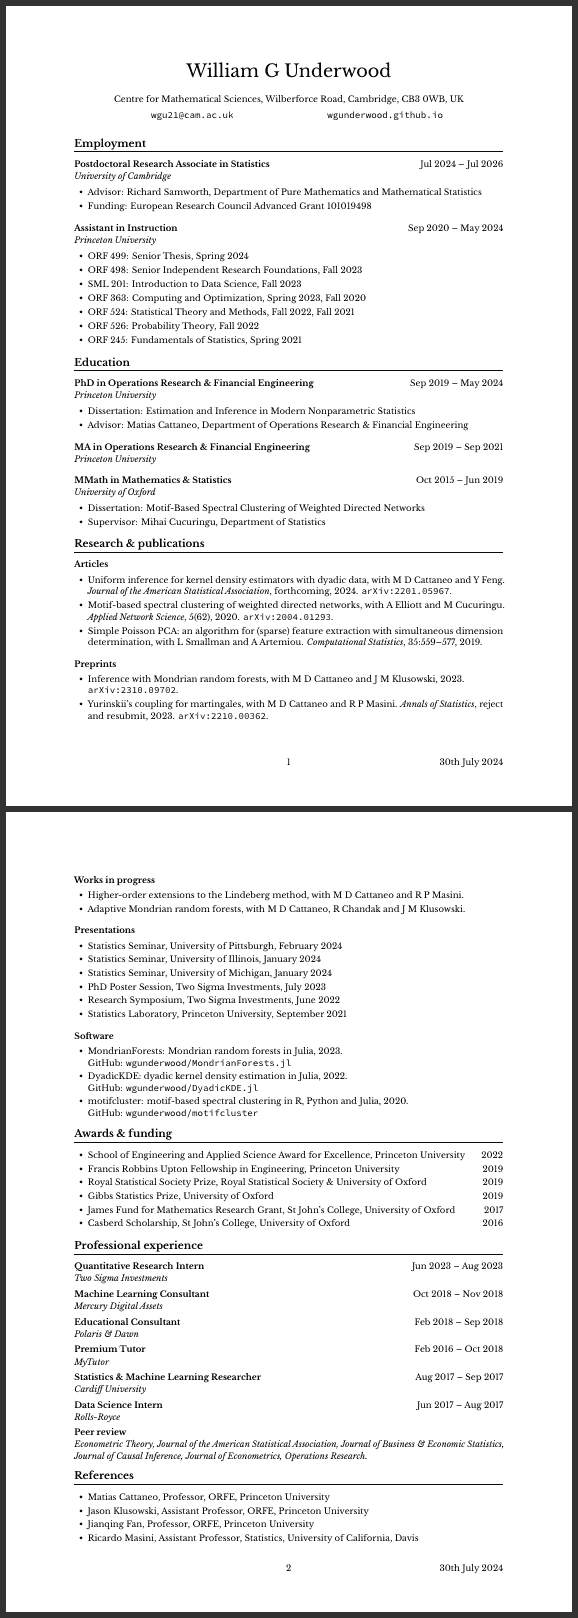 William G Underwood
Centre for Mathematical Sciences, Wilberforce Road, Cambridge, CB3 0WB, UK
wgu21@cam.ac.uk wgunderwood.github.io
Employment
Postdoctoral Research Associate in Statistics Jul 2024 – Jul 2026
University of Cambridge
• Advisor: Richard Samworth, Department of Pure Mathematics and Mathematical Statistics
• Funding: European Research Council Advanced Grant 101019498
Assistant in Instruction Sep 2020 – May 2024
Princeton University
• ORF 499: Senior Thesis, Spring 2024
• ORF 498: Senior Independent Research Foundations, Fall 2023
• SML 201: Introduction to Data Science, Fall 2023
• ORF 363: Computing and Optimization, Spring 2023, Fall 2020
• ORF 524: Statistical Theory and Methods, Fall 2022, Fall 2021
• ORF 526: Probability Theory, Fall 2022
• ORF 245: Fundamentals of Statistics, Spring 2021
Education
PhD in Operations Research & Financial Engineering Sep 2019 – May 2024
Princeton University
• Dissertation: Estimation and Inference in Modern Nonparametric Statistics
• Advisor: Matias Cattaneo, Department of Operations Research & Financial Engineering
MA in Operations Research & Financial Engineering Sep 2019 – Sep 2021
Princeton University
MMath in Mathematics & Statistics Oct 2015 – Jun 2019
University of Oxford
• Dissertation: Motif-Based Spectral Clustering of Weighted Directed Networks
• Supervisor: Mihai Cucuringu, Department of Statistics
Research & publications
Articles
• Uniform inference for kernel density estimators with dyadic data, with M D Cattaneo and Y Feng.
Journal of the American Statistical Association, forthcoming, 2024. arXiv:2201.05967.
• Motif-based spectral clustering of weighted directed networks, with A Elliott and M Cucuringu.
Applied Network Science, 5(62), 2020. arXiv:2004.01293.
• Simple Poisson PCA: an algorithm for (sparse) feature extraction with simultaneous dimension
determination, with L Smallman and A Artemiou. Computational Statistics, 35:559–577, 2019.
Preprints
• Inference with Mondrian random forests, with M D Cattaneo and J M Klusowski, 2023.
arXiv:2310.09702.
• Yurinskii's coupling for martingales, with M D Cattaneo and R P Masini. Annals of Statistics, reject
and resubmit, 2023. arXiv:2210.00362.
1 30th July 2024
Works in progress
• Higher-order extensions to the Lindeberg method, with M D Cattaneo and R P Masini.
• Adaptive Mondrian random forests, with M D Cattaneo, R Chandak and J M Klusowski.
Presentations
• Statistics Seminar, University of Pittsburgh, February 2024
• Statistics Seminar, University of Illinois, January 2024
• Statistics Seminar, University of Michigan, January 2024
• PhD Poster Session, Two Sigma Investments, July 2023
• Research Symposium, Two Sigma Investments, June 2022
• Statistics Laboratory, Princeton University, September 2021
Software
• MondrianForests: Mondrian random forests in Julia, 2023.
GitHub: wgunderwood/MondrianForests.jl
• DyadicKDE: dyadic kernel density estimation in Julia, 2022.
GitHub: wgunderwood/DyadicKDE.jl
• motifcluster: motif-based spectral clustering in R, Python and Julia, 2020.
GitHub: wgunderwood/motifcluster
Awards & funding
• School of Engineering and Applied Science Award for Excellence, Princeton University 2022
• Francis Robbins Upton Fellowship in Engineering, Princeton University 2019
• Royal Statistical Society Prize, Royal Statistical Society & University of Oxford 2019
• Gibbs Statistics Prize, University of Oxford 2019
• James Fund for Mathematics Research Grant, St John's College, University of Oxford 2017
• Casberd Scholarship, St John's College, University of Oxford 2016
Professional experience
Quantitative Research Intern Jun 2023 – Aug 2023
Two Sigma Investments
Machine Learning Consultant Oct 2018 – Nov 2018
Mercury Digital Assets
Educational Consultant Feb 2018 – Sep 2018
Polaris & Dawn
Premium Tutor Feb 2016 – Oct 2018
MyTutor
Statistics & Machine Learning Researcher Aug 2017 – Sep 2017
Cardiff University
Data Science Intern Jun 2017 – Aug 2017
Rolls-Royce
Peer review
Econometric Theory, Journal of the American Statistical Association, Journal of Business & Economic Statistics,
Journal of Causal Inference, Journal of Econometrics, Operations Research.
References
• Matias Cattaneo, Professor, ORFE, Princeton University
• Jason Klusowski, Assistant Professor, ORFE, Princeton University
• Jianqing Fan, Professor, ORFE, Princeton University
• Ricardo Masini, Assistant Professor, Statistics, University of California, Davis
2 30th July 2024